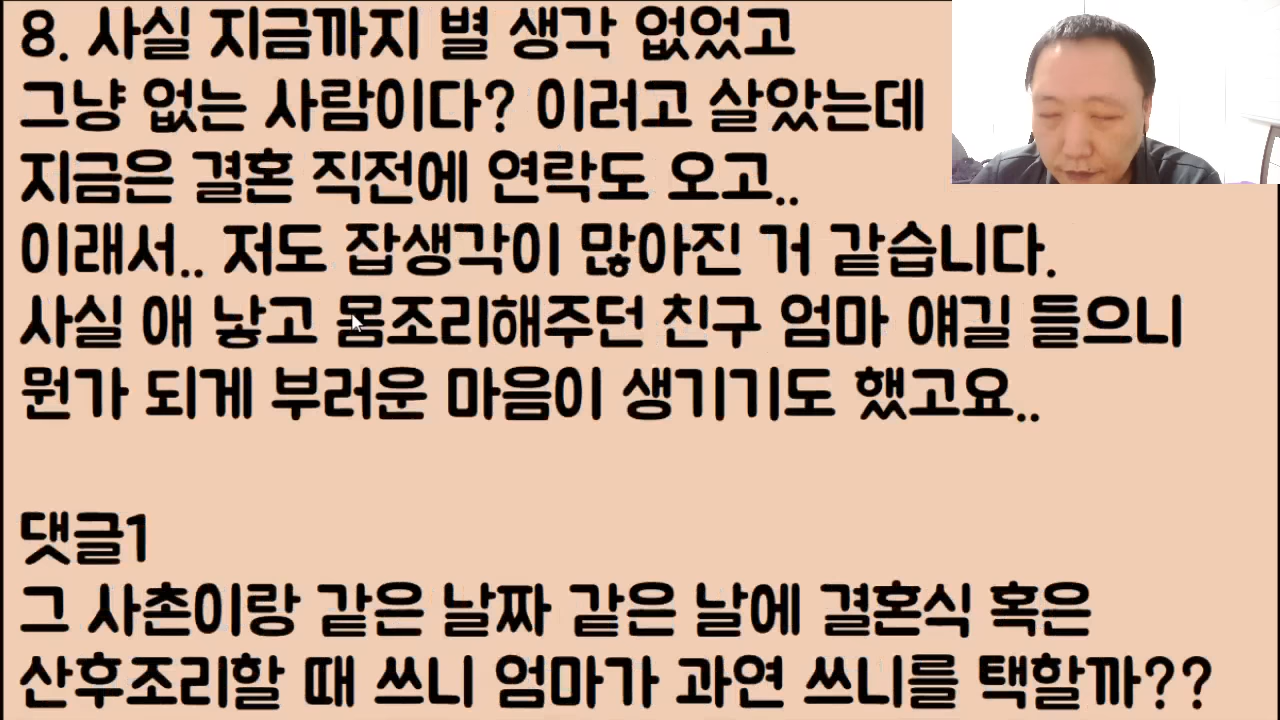 8. 사실 지금까지 별 생각 없었고
그냥 없는 사람이다? 이러고 살았는데
지금은 결혼 직전에 연락도 오고..
이래서.. 저도 잡생각이 많아진 거 같습니다.
사실 애 낳고 몸조리해주던 친구 엄마 얘길 들으니
뭔가 되게 부러운 마음이 생기기도 했고요..
댓글1
그 사촌이랑 같은 날짜 같은 날에 결혼식 혹은
산후조리할 때 쓰니 엄마가 과연 쓰니를 택할까??